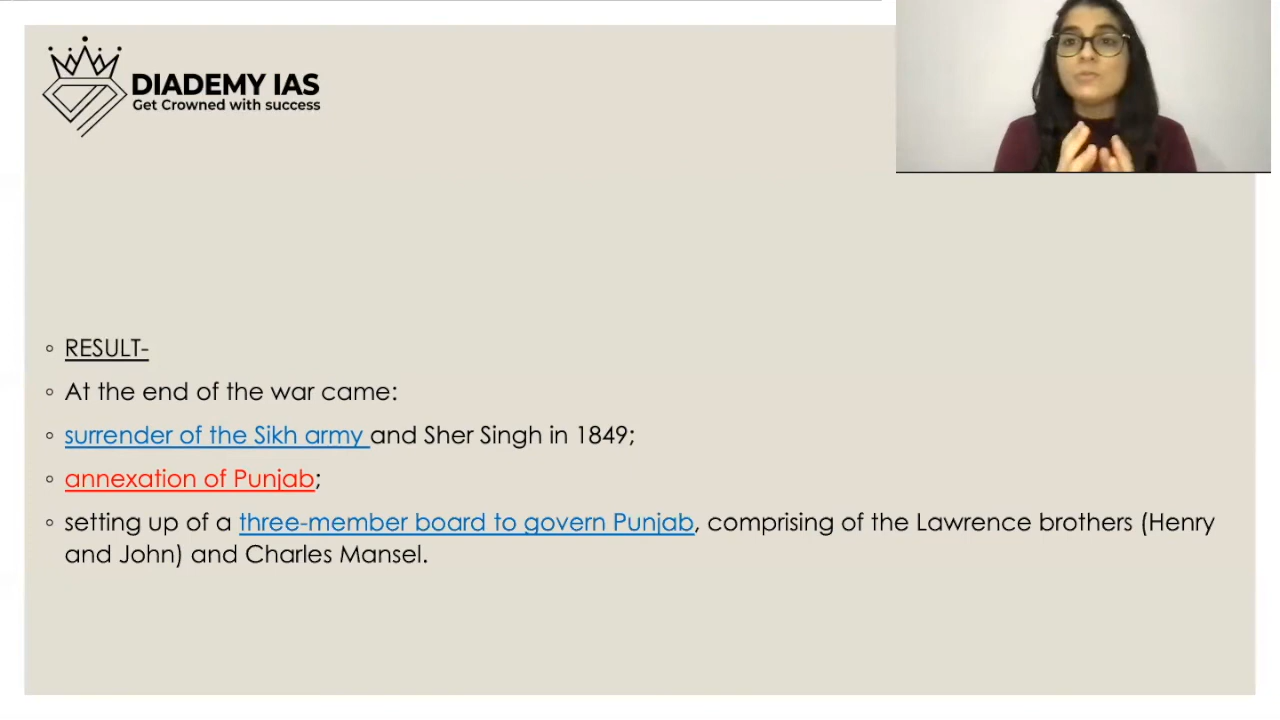 DIADEMY IAS
Get Crowned with success
◦ RESULT-
◦ At the end of the war came:
◦ surrender of the Sikh army and Sher Singh in 1849;
◦ annexation of Punjab;
◦ setting up of a three-member board to govern Punjab, comprising of the Lawrence brothers (Henry
and John) and Charles Mansel.